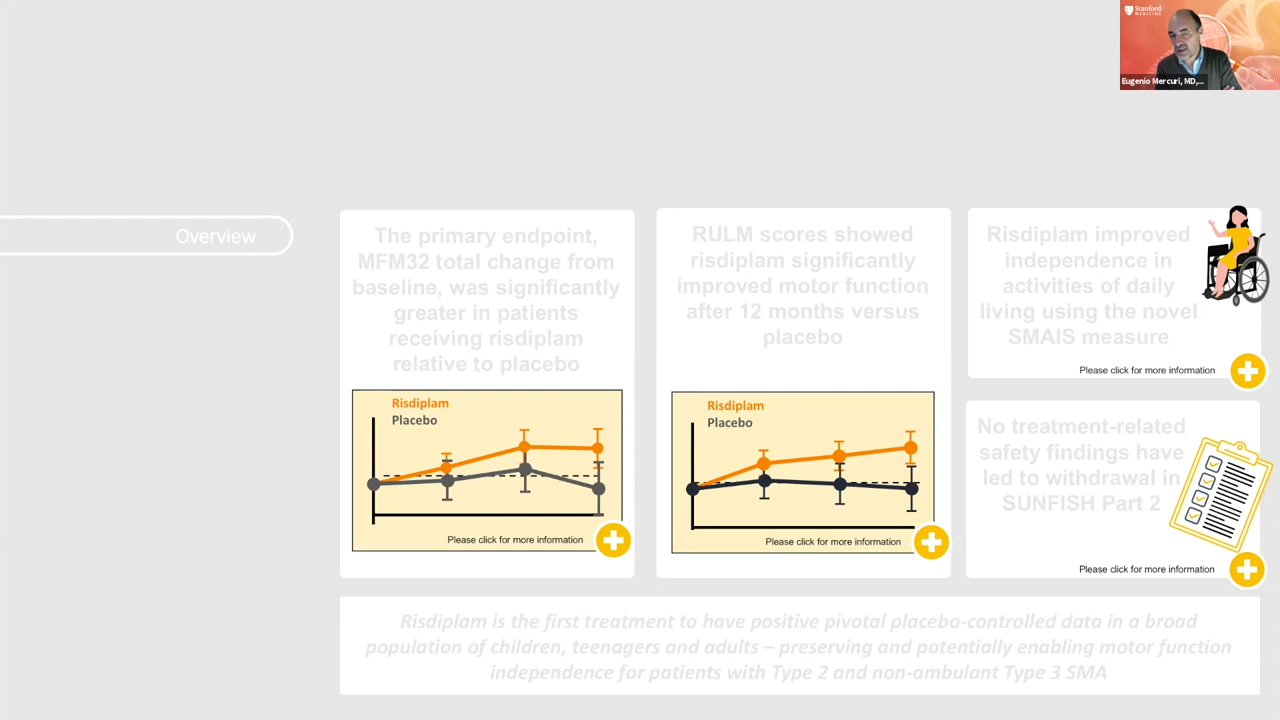 Stanford
MEDICINE
Eugenio Mercuri, MD,...
Overview
The primary endpoint,
MFM32 total change from
baseline, was significantly
greater in patients
receiving risdiplam
relative to placebo
Risdiplam
Placebo
Please click for more information
RULM scores showed
risdiplam significantly
improved motor function
after 12 months versus
placebo
Risdiplam
Placebo
Please click for more information
Risdiplam improved
independence in
activities of daily
living using the novel
SMAIS measure
Please click for more information
No treatment-related
safety findings have
led to withdrawal in
SUNFISH Part 2
Please click for more information
Risdiplam is the first treatment to have positive pivotal placebo-controlled data in a broad
population of children, teenagers and adults – preserving and potentially enabling motor function
independence for patients with Type 2 and non-ambulant Type 3 SMA